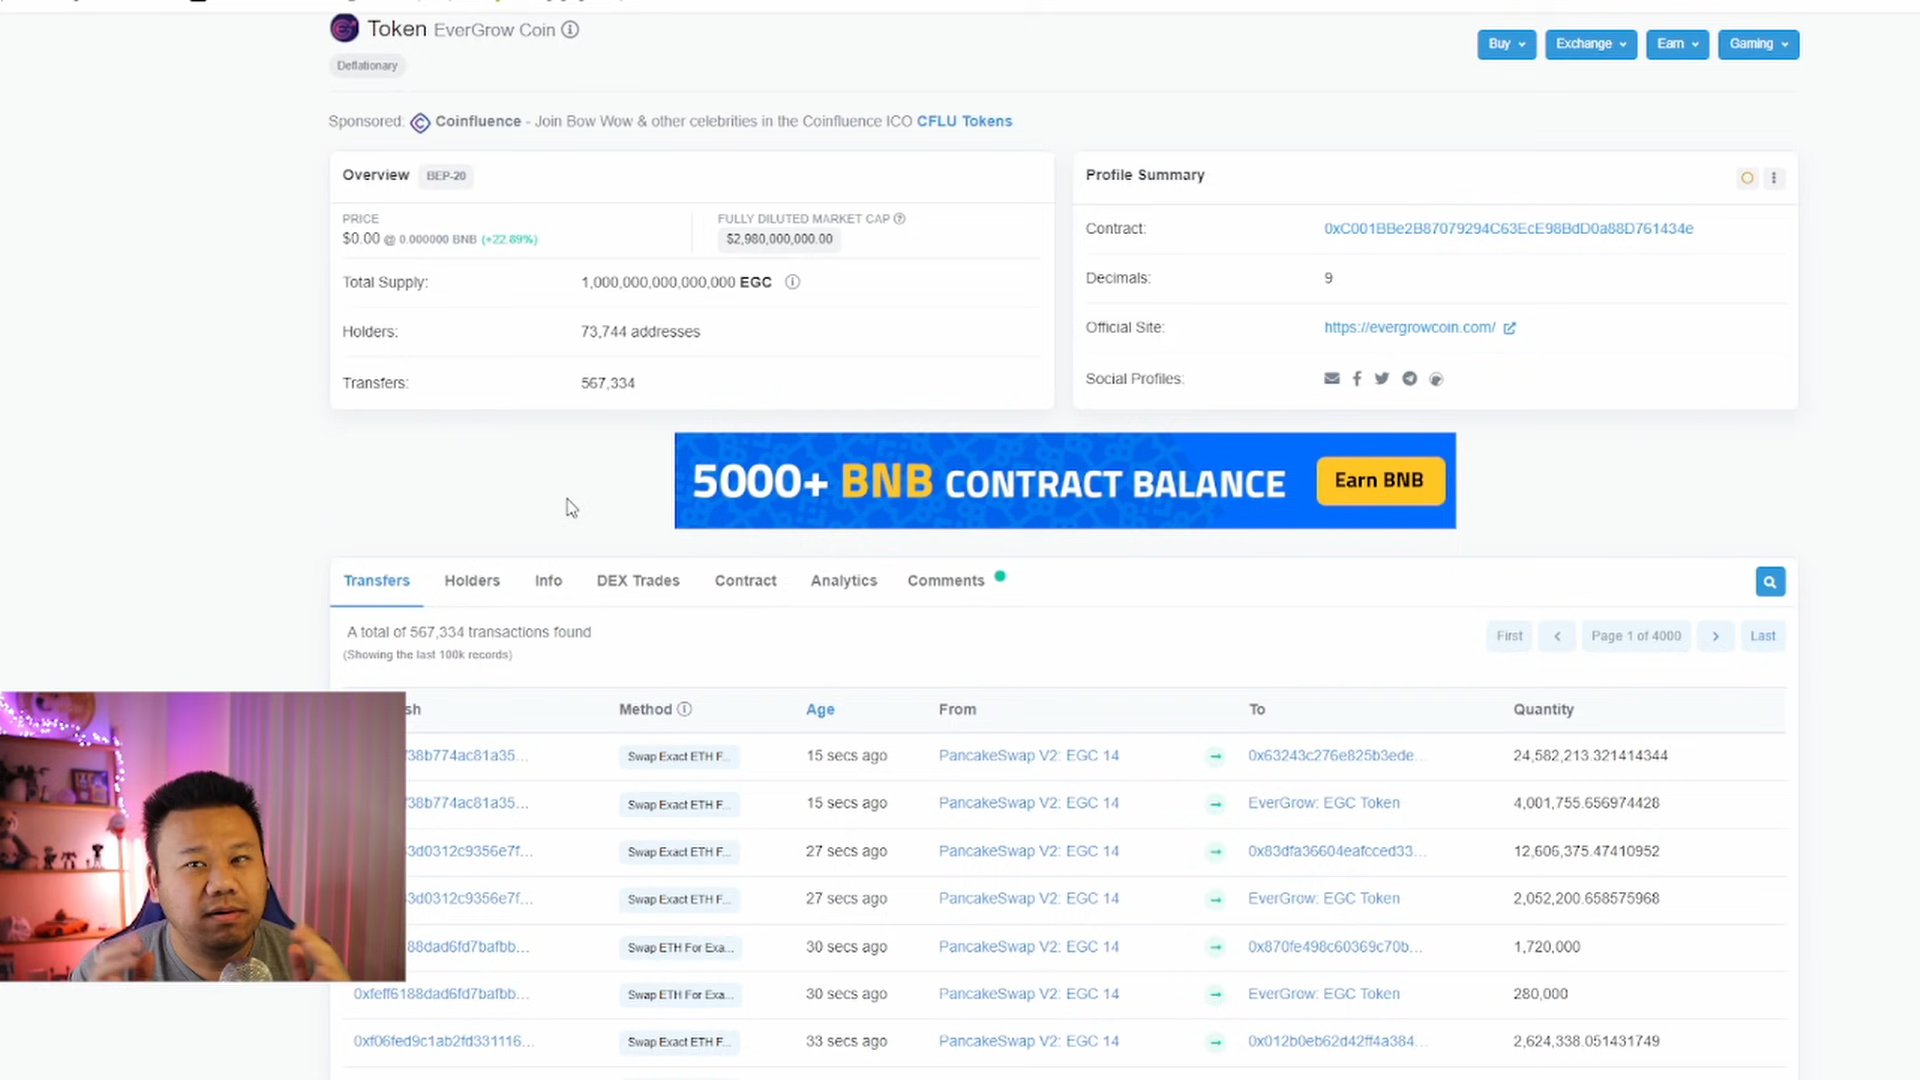 Token EverGrow Coin
Buy Exchange Earn Gaming
Deflationary
Sponsored: Coinfluence - Join Bow Wow & other celebrities in the Coinfluence ICO CFLU Tokens
Overview BEP-20
PRICE
$0.00 @ 0.000000 BNB (+22.89%)
FULLY DILUTED MARKET CAP
$2,980,000,000.00
Total Supply: 1,000,000,000,000,000 EGC
Holders: 73,744 addresses
Transfers: 567,334
Profile Summary
Contract: 0xC001BBe2B87079294C63EcE98BdD0a88D761434e
Decimals: 9
Official Site: https://evergrowcoin.com/
Social Profiles:
5000+ BNB CONTRACT BALANCE Earn BNB
Transfers Holders Info DEX Trades Contract Analytics Comments
A total of 567,334 transactions found
(Showing the last 100k records)
First Page 1 of 4000 Last
sh Method Age From To Quantity
38b774ac81a35... Swap Exact ETH F... 15 secs ago PancakeSwap V2: EGC 14 0x63243c276e825b3ede... 24,582,213.321414344
38b774ac81a35... Swap Exact ETH F... 15 secs ago PancakeSwap V2: EGC 14 EverGrow: EGC Token 4,001,755.656974428
3d0312c9356e7f... Swap Exact ETH F... 27 secs ago PancakeSwap V2: EGC 14 0x83dfa36604eafcced33... 12,606,375.47410952
3d0312c9356e7f... Swap Exact ETH F... 27 secs ago PancakeSwap V2: EGC 14 EverGrow: EGC Token 2,052,200.658575968
88dad6fd7bafbb... Swap ETH For Exa... 30 secs ago PancakeSwap V2: EGC 14 0x870fe498c60369c70b... 1,720,000
0xfeff6188dad6fd7bafbb... Swap ETH For Exa... 30 secs ago PancakeSwap V2: EGC 14 EverGrow: EGC Token 280,000
0xf06fed9c1ab2fd331116... Swap Exact ETH F... 33 secs ago PancakeSwap V2: EGC 14 0x012b0eb62d42ff4a384... 2,624,338.051431749